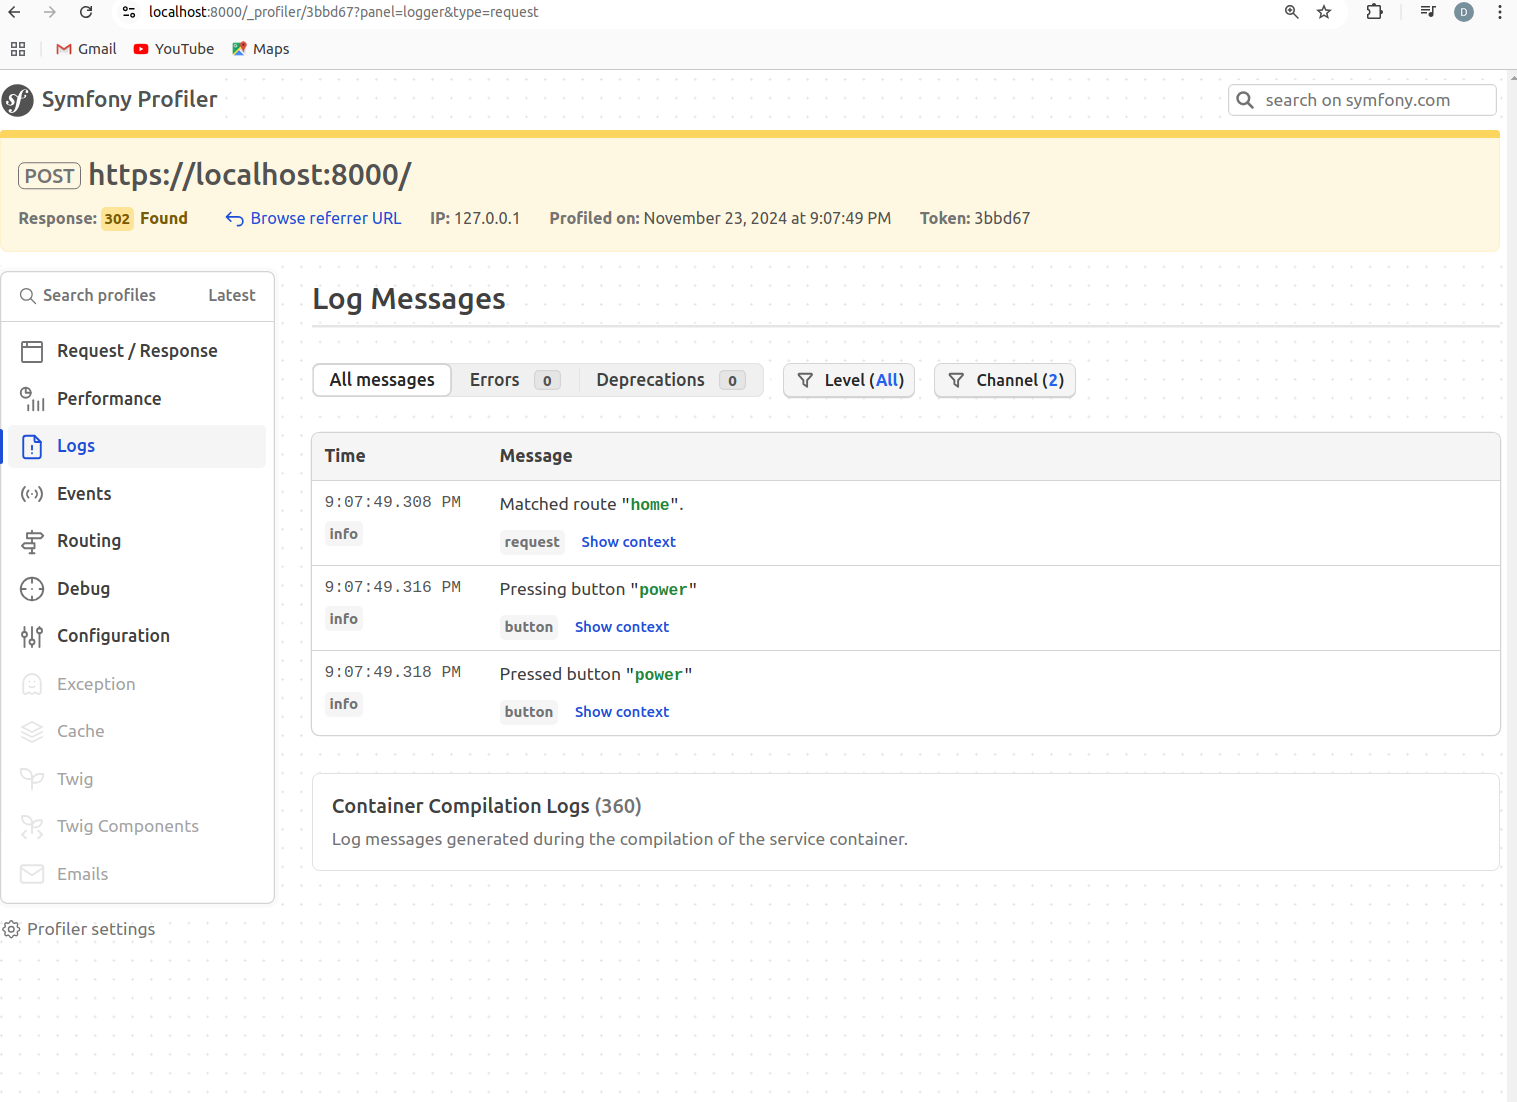 localhost:8000/_profiler/3bbd67?panel=logger&type=request
D
Gmail YouTube Maps
sf Symfony Profiler
search on symfony.com
POST https://localhost:8000/
Response: 302 Found Browse referrer URL IP: 127.0.0.1 Profiled on: November 23, 2024 at 9:07:49 PM Token: 3bbd67
Search profiles Latest
Request / Response
Performance
Logs
Events
Routing
Debug
Configuration
Exception
Cache
Twig
Twig Components
Emails
Profiler settings
Log Messages
All messages Errors 0 Deprecations 0 Level (All) Channel (2)
Time Message
9:07:49.308 PM Matched route "home".
info request Show context
9:07:49.316 PM Pressing button "power"
info button Show context
9:07:49.318 PM Pressed button "power"
info button Show context
Container Compilation Logs (360)
Log messages generated during the compilation of the service container.